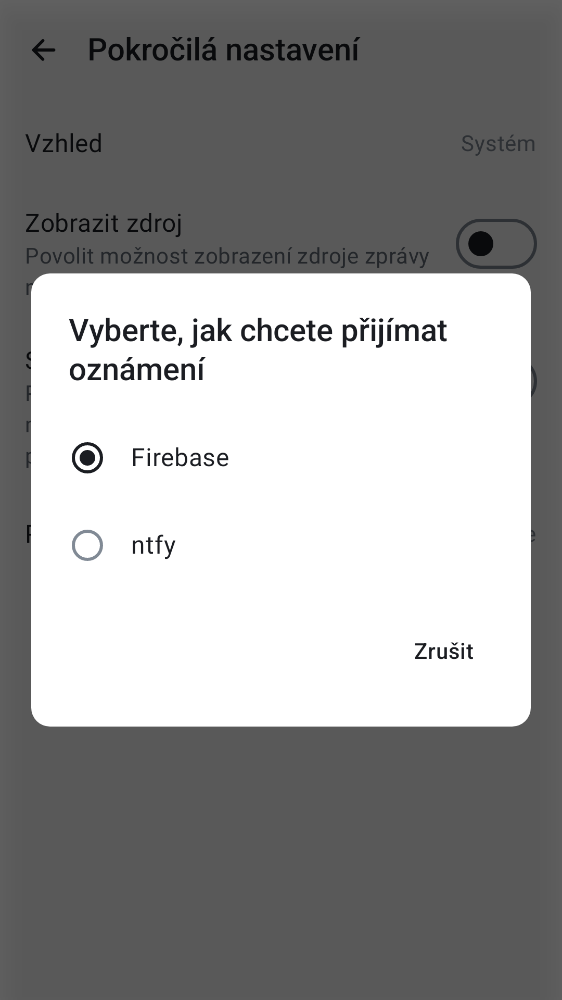 Pokročilá nastavení
Vzhled
Systém
Zobrazit zdroj
Povolit možnost zobrazení zdroje zprávy
Vyberte, jak chcete přijímat
oznámení
Firebase
ntfy
Zrušit